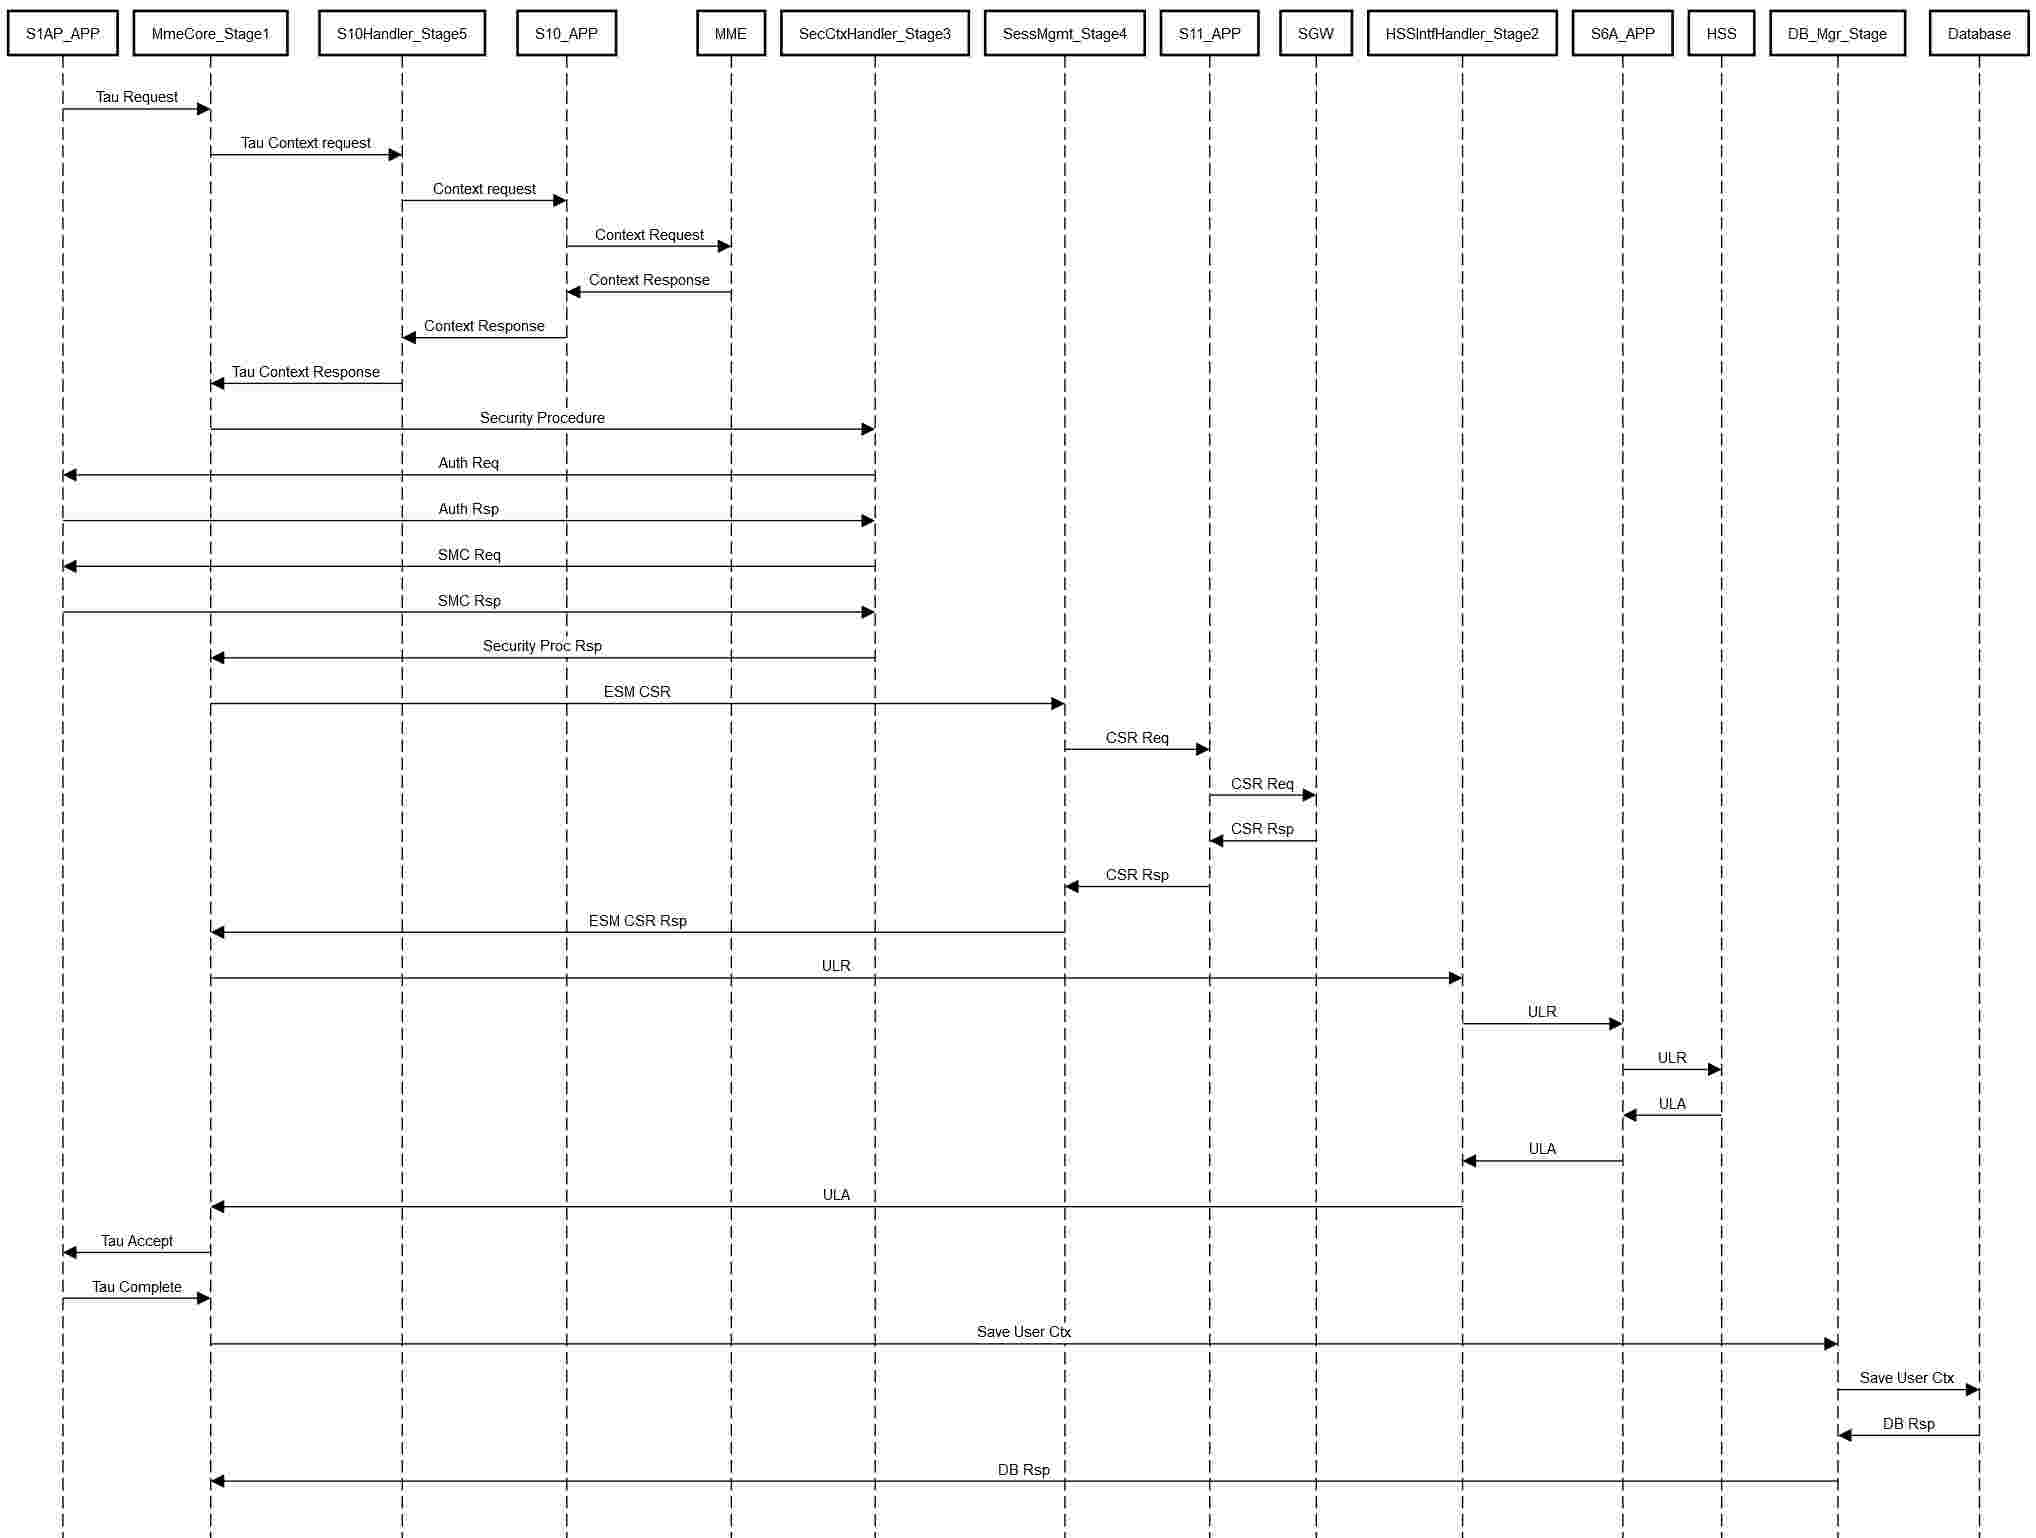 S1AP_APP
MmeCore_Stage1
S10Handler_Stage5
S10_APP
MME
SecCtxHandler_Stage3
SessMgmt_Stage4
S11_APP
SGW
HSSIntfHandler_Stage2
S6A_APP
HSS
DB_Mgr_Stage
Database
Tau Request
Tau Context request
Context request
Context Request
Context Response
Context Response
Tau Context Response
Security Procedure
Auth Req
Auth Rsp
SMC Req
SMC Rsp
Security Proc Rsp
ESM CSR
CSR Req
CSR Req
CSR Rsp
CSR Rsp
ESM CSR Rsp
ULR
ULR
ULR
ULA
ULA
ULA
Tau Accept
Tau Complete
Save User Ctx
Save User Ctx
DB Rsp
DB Rsp